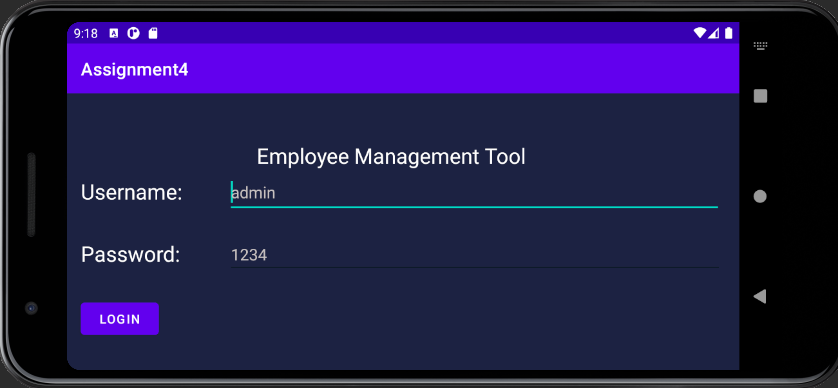 9:18
Assignment4
Employee Management Tool
Username: admin
Password: 1234
LOGIN